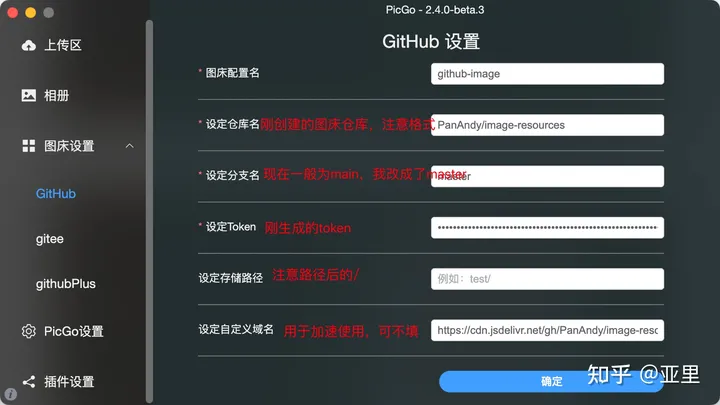 PicGo - 2.4.0-beta.3
上传区
相册
图床设置
GitHub
gitee
githubPlus
PicGo设置
插件设置
GitHub 设置
* 图床配置名 github-image
* 设定仓库名 刚创建的图床仓库，注意格式 PanAndy/image-resources
* 设定分支名 现在一般为main，我改成了master master
* 设定Token 刚生成的token
设定存储路径 注意路径后的/ 例如：test/
设定自定义域名 用于加速使用，可不填 https://cdn.jsdelivr.net/gh/PanAndy/image-resc
确定
知乎 @亚里